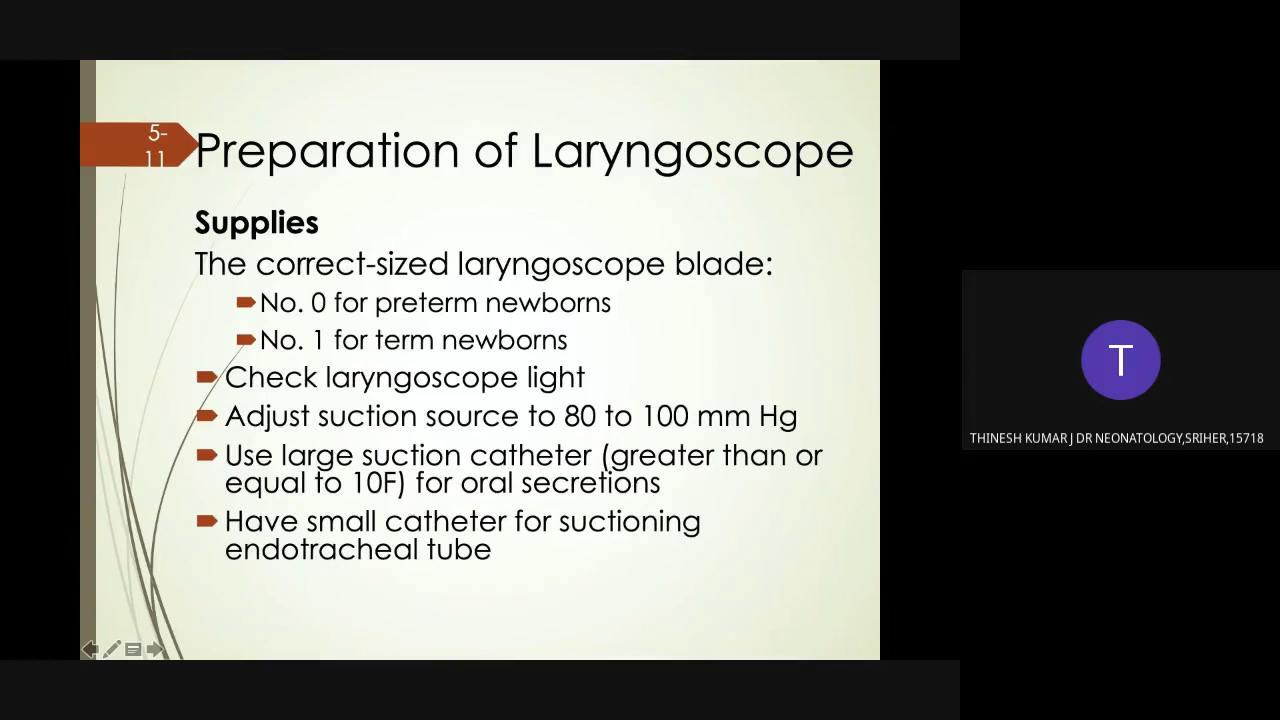 5-
11
Preparation of Laryngoscope
Supplies
The correct-sized laryngoscope blade:
No. 0 for preterm newborns
No. 1 for term newborns
Check laryngoscope light
Adjust suction source to 80 to 100 mm Hg
Use large suction catheter (greater than or
equal to 10F) for oral secretions
Have small catheter for suctioning
endotracheal tube
T
THINESH KUMAR J DR NEONATOLOGY,SRIHER,15718